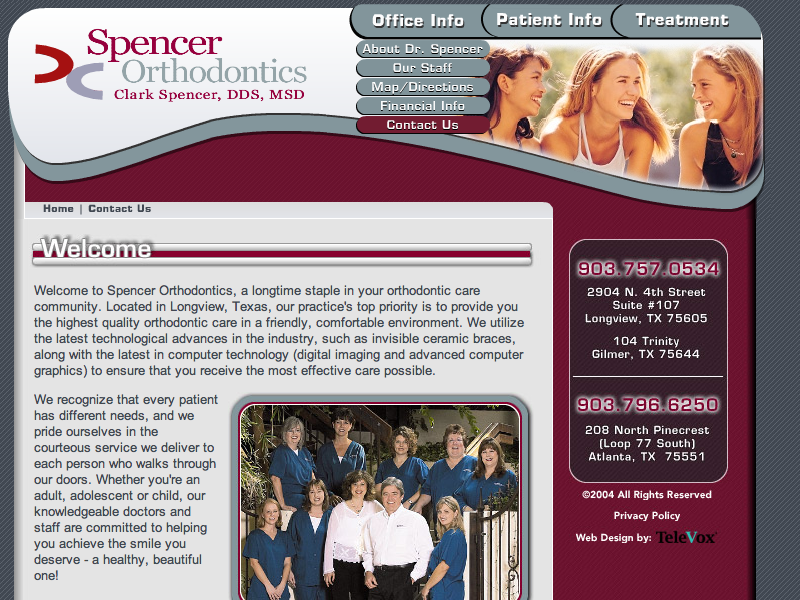 Spencer
Orthodontics
Clark Spencer, DDS, MSD
Office Info
Patient Info
Treatment
About Dr. Spencer
Our Staff
Map/Directions
Financial Info
Contact Us
Home | Contact Us
Welcome
Welcome to Spencer Orthodontics, a longtime staple in your orthodontic care
community. Located in Longview, Texas, our practice's top priority is to provide you
the highest quality orthodontic care in a friendly, comfortable environment. We utilize
the latest technological advances in the industry, such as invisible ceramic braces,
along with the latest in computer technology (digital imaging and advanced computer
graphics) to ensure that you receive the most effective care possible.
We recognize that every patient
has different needs, and we
pride ourselves in the
courteous service we deliver to
each person who walks through
our doors. Whether you're an
adult, adolescent or child, our
knowledgeable doctors and
staff are committed to helping
you achieve the smile you
deserve - a healthy, beautiful
one!
903.757.0534
2904 N. 4th Street
Suite #107
Longview, TX 75605
104 Trinity
Gilmer, TX 75644
903.796.6250
208 North Pinecrest
(Loop 77 South)
Atlanta, TX 75551
©2004 All Rights Reserved
Privacy Policy
Web Design by: TeleVox